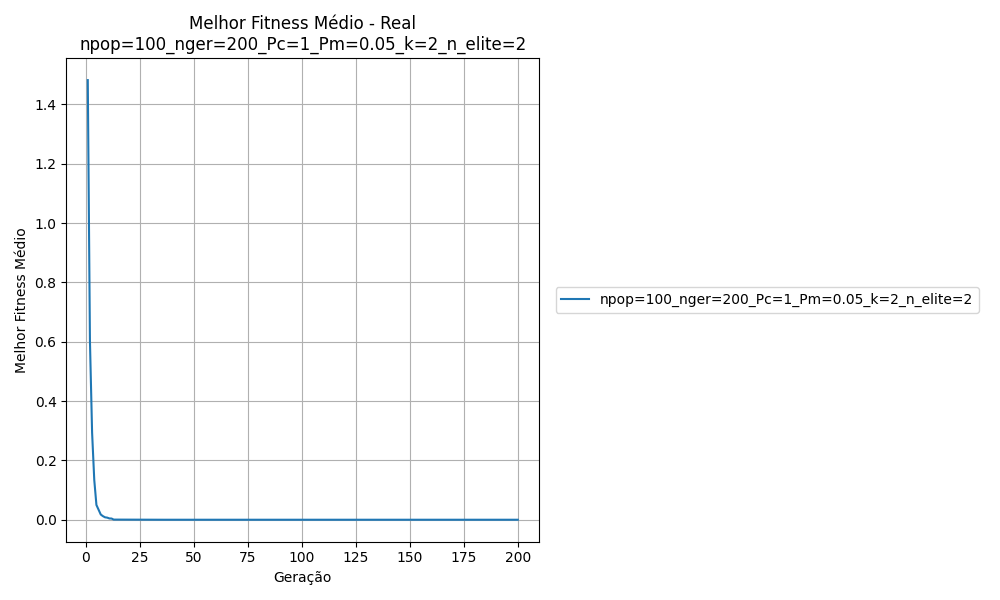 Melhor Fitness Médio - Real
npop=100_nger=200_Pc=1_Pm=0.05_k=2_n_elite=2
Melhor Fitness Médio
1.4
1.2
1.0
0.8
0.6
0.4
0.2
0.0
0 25 50 75 100 125 150 175 200
Geração
npop=100_nger=200_Pc=1_Pm=0.05_k=2_n_elite=2